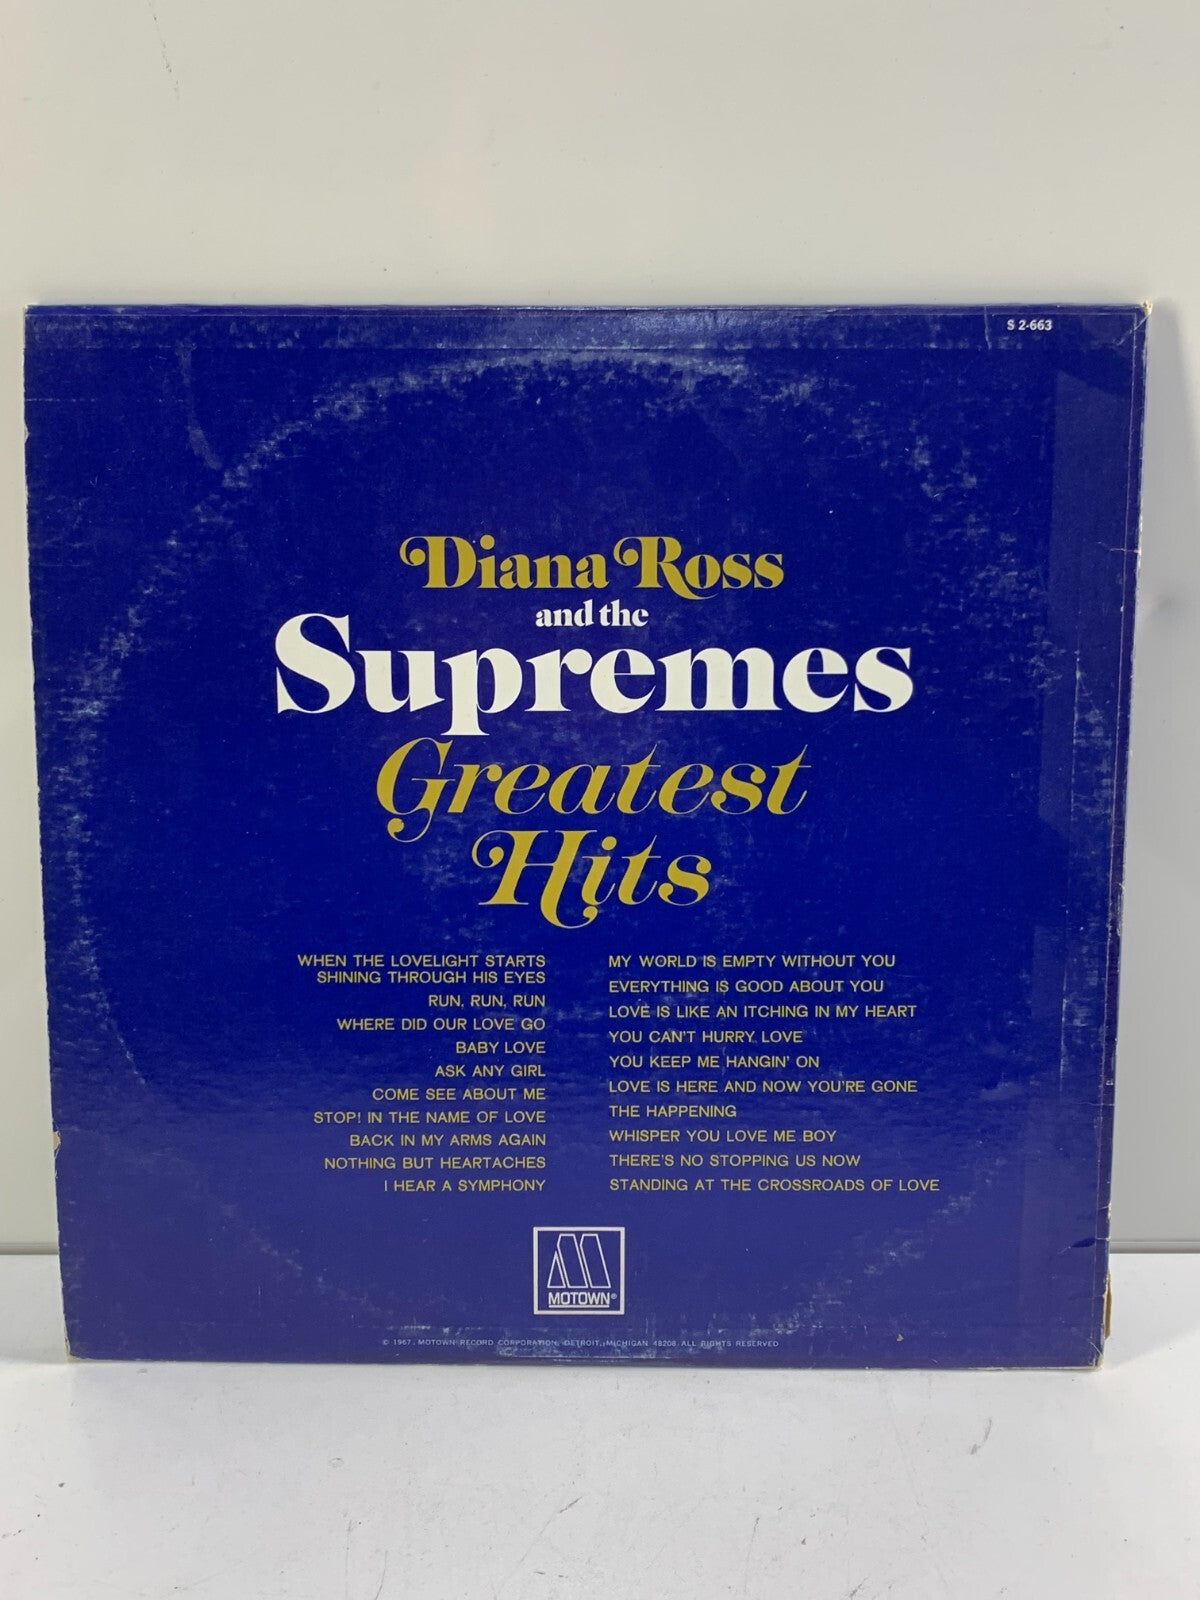 S 2-663
Diana Ross
and the
Supremes
Greatest
Hits
WHEN THE LOVELIGHT STARTS
SHINING THROUGH HIS EYES
RUN, RUN, RUN
WHERE DID OUR LOVE GO
BABY LOVE
ASK ANY GIRL
COME SEE ABOUT ME
STOP! IN THE NAME OF LOVE
BACK IN MY ARMS AGAIN
NOTHING BUT HEARTACHES
I HEAR A SYMPHONY
MY WORLD IS EMPTY WITHOUT YOU
EVERYTHING IS GOOD ABOUT YOU
LOVE IS LIKE AN ITCHING IN MY HEART
YOU CAN'T HURRY LOVE
YOU KEEP ME HANGIN' ON
LOVE IS HERE AND NOW YOU'RE GONE
THE HAPPENING
WHISPER YOU LOVE ME BOY
THERE'S NO STOPPING US NOW
STANDING AT THE CROSSROADS OF LOVE
MOTOWN®
© 1967, MOTOWN RECORD CORPORATION, DETROIT, MICHIGAN 48208 ALL RIGHTS RESERVED